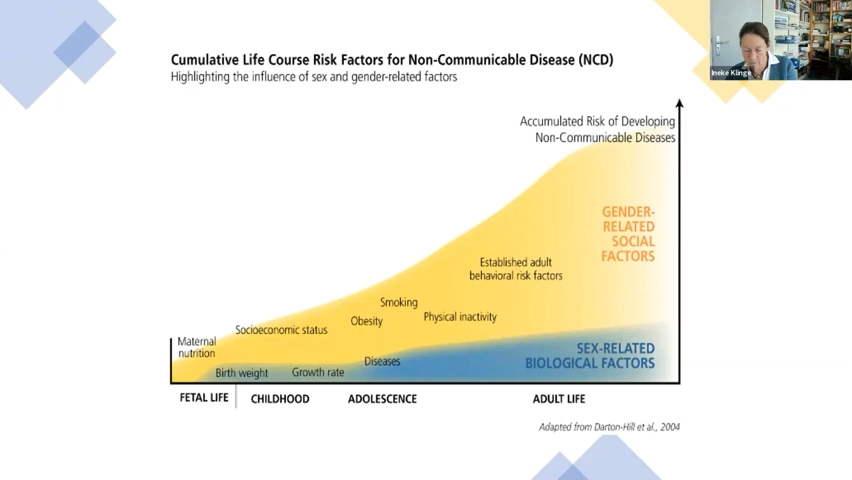 Cumulative Life Course Risk Factors for Non-Communicable Disease (NCD)
Highlighting the influence of sex and gender-related factors
Ineke Klinge
Accumulated Risk of Developing
Non-Communicable Diseases
GENDER-
RELATED
SOCIAL
FACTORS
Established adult
behavioral risk factors
Smoking
Physical inactivity
Obesity
Socioeconomic status
Maternal
nutrition
SEX-RELATED
BIOLOGICAL FACTORS
Diseases
Birth weight
Growth rate
FETAL LIFE
CHILDHOOD
ADOLESCENCE
ADULT LIFE
Adapted from Darton-Hill et al., 2004